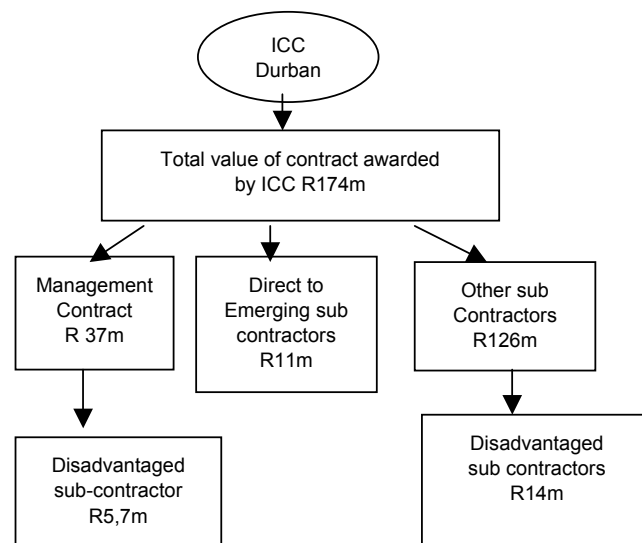 ICC
Durban
Total value of contract awarded
by ICC R174m
Management
Contract
R 37m
Direct to
Emerging sub
contractors
R11m
Other sub
Contractors
R126m
Disadvantaged
sub-contractor
R5,7m
Disadvantaged
sub contractors
R14m